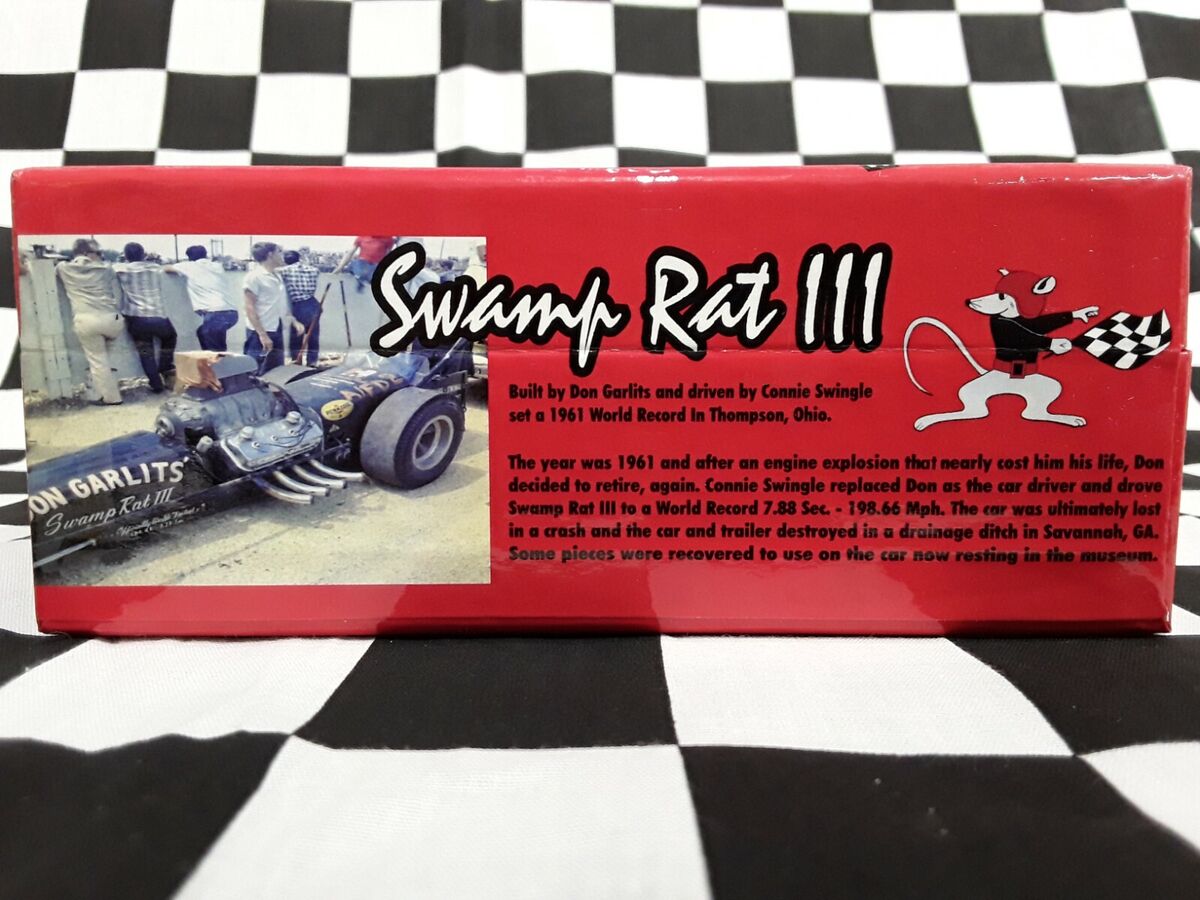 Swamp Rat III
Built by Don Garlits and driven by Connie Swingle
set a 1961 World Record In Thompson, Ohio.
The year was 1961 and after an engine explosion that nearly cost him his life, Don
decided to retire, again. Connie Swingle replaced Don as the car driver and drove
Swamp Rat III to a World Record 7.88 Sec. - 198.66 Mph. The car was ultimately lost
in a crash and the car and trailer destroyed in a drainage ditch in Savannah, GA.
Some pieces were recovered to use on the car now resting in the museum.
ON GARLITS
Swamp Rat III